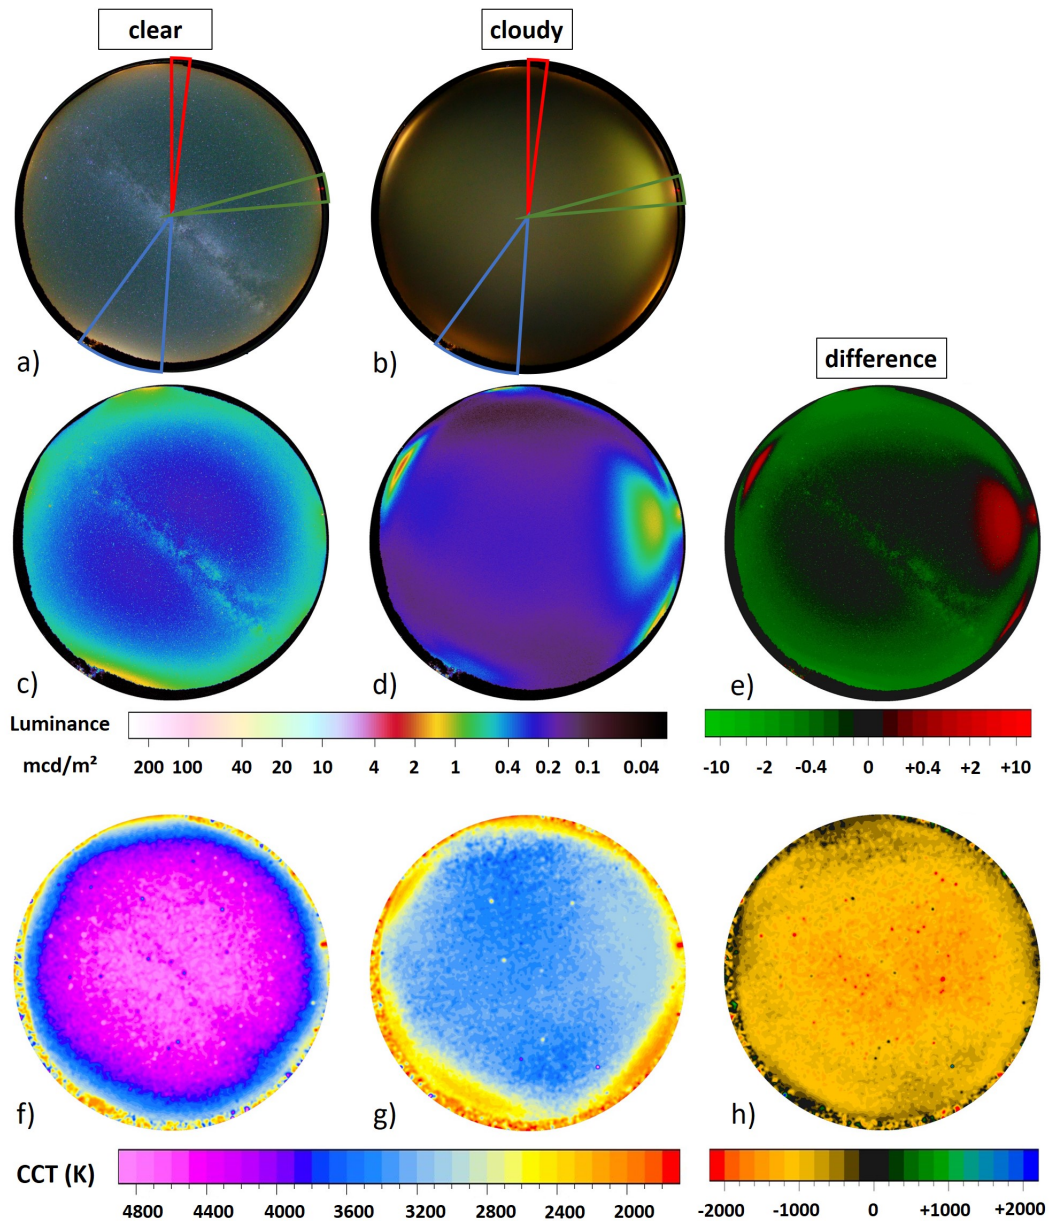 clear
cloudy
a)
b)
difference
c)
d)
e)
Luminance
mcd/m²
200 100 40 20 10 4 2 1 0.4 0.2 0.1 0.04
-10 -2 -0.4 0 +0.4 +2 +10
f)
g)
h)
CCT (K)
4800 4400 4000 3600 3200 2800 2400 2000
-2000 -1000 0 +1000 +2000